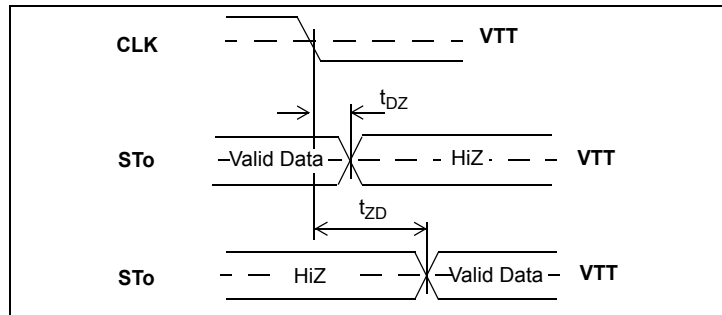 CLK VTT
tDZ
STo Valid Data HiZ VTT
tZD
STo HiZ Valid Data VTT